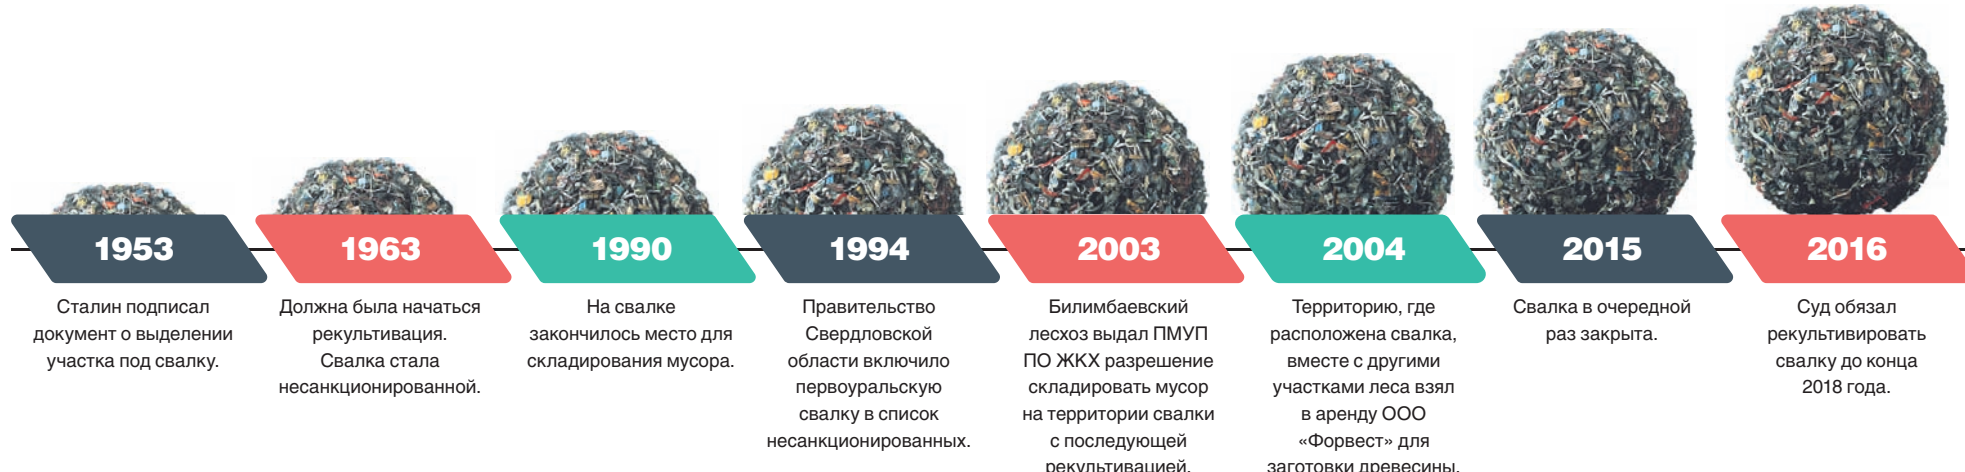 1953
Сталин подписал
документ о выделении
участка под свалку.
1963
Должна была начаться
рекультивация.
Свалка стала
несанкционированной.
1990
На свалке
закончилось место для
складирования мусора.
1994
Правительство
Свердловской
области включило
первоуральскую
свалку в список
несанкционированных.
2003
Билимбаевский
лесхоз выдал ПМУП
ПО ЖКХ разрешение
складировать мусор
на территории свалки
с последующей
рекультивацией.
2004
Территорию, где
расположена свалка,
вместе с другими
участками леса взял
в аренду ООО
«Форвест» для
заготовки древесины.
2015
Свалка в очередной
раз закрыта.
2016
Суд обязал
рекультивировать
свалку до конца
2018 года.